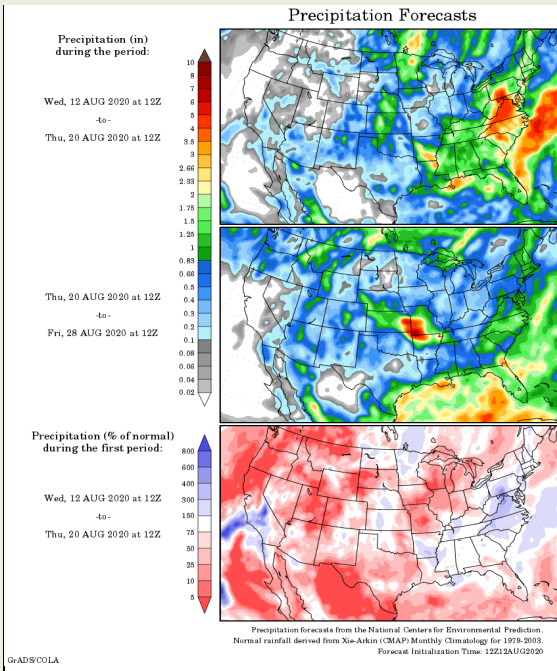 Precipitation Forecasts
Precipitation (in)
during the period:
Wed, 12 AUG 2020 at 12Z
-to-
Thu, 20 AUG 2020 at 12Z
10
8
7
6
5
4
3.5
3
2.66
2.33
2
1.75
1.5
1.25
1
0.83
0.66
0.5
0.4
0.3
0.2
0.1
0.08
0.06
0.04
0.02
Thu, 20 AUG 2020 at 12Z
-to-
Fri, 28 AUG 2020 at 12Z
Precipitation (% of normal)
during the first period:
Wed, 12 AUG 2020 at 12Z
-to-
Thu, 20 AUG 2020 at 12Z
800
600
400
300
150
75
50
25
10
5
Precipitation forecasts from the National Centers for Environmental Prediction.
Normal rainfall derived from Xie-Arkin (CMAP) Monthly Climatology for 1979-2003.
Forecast Initialization Time: 12Z12AUG2020
GrADS/COLA